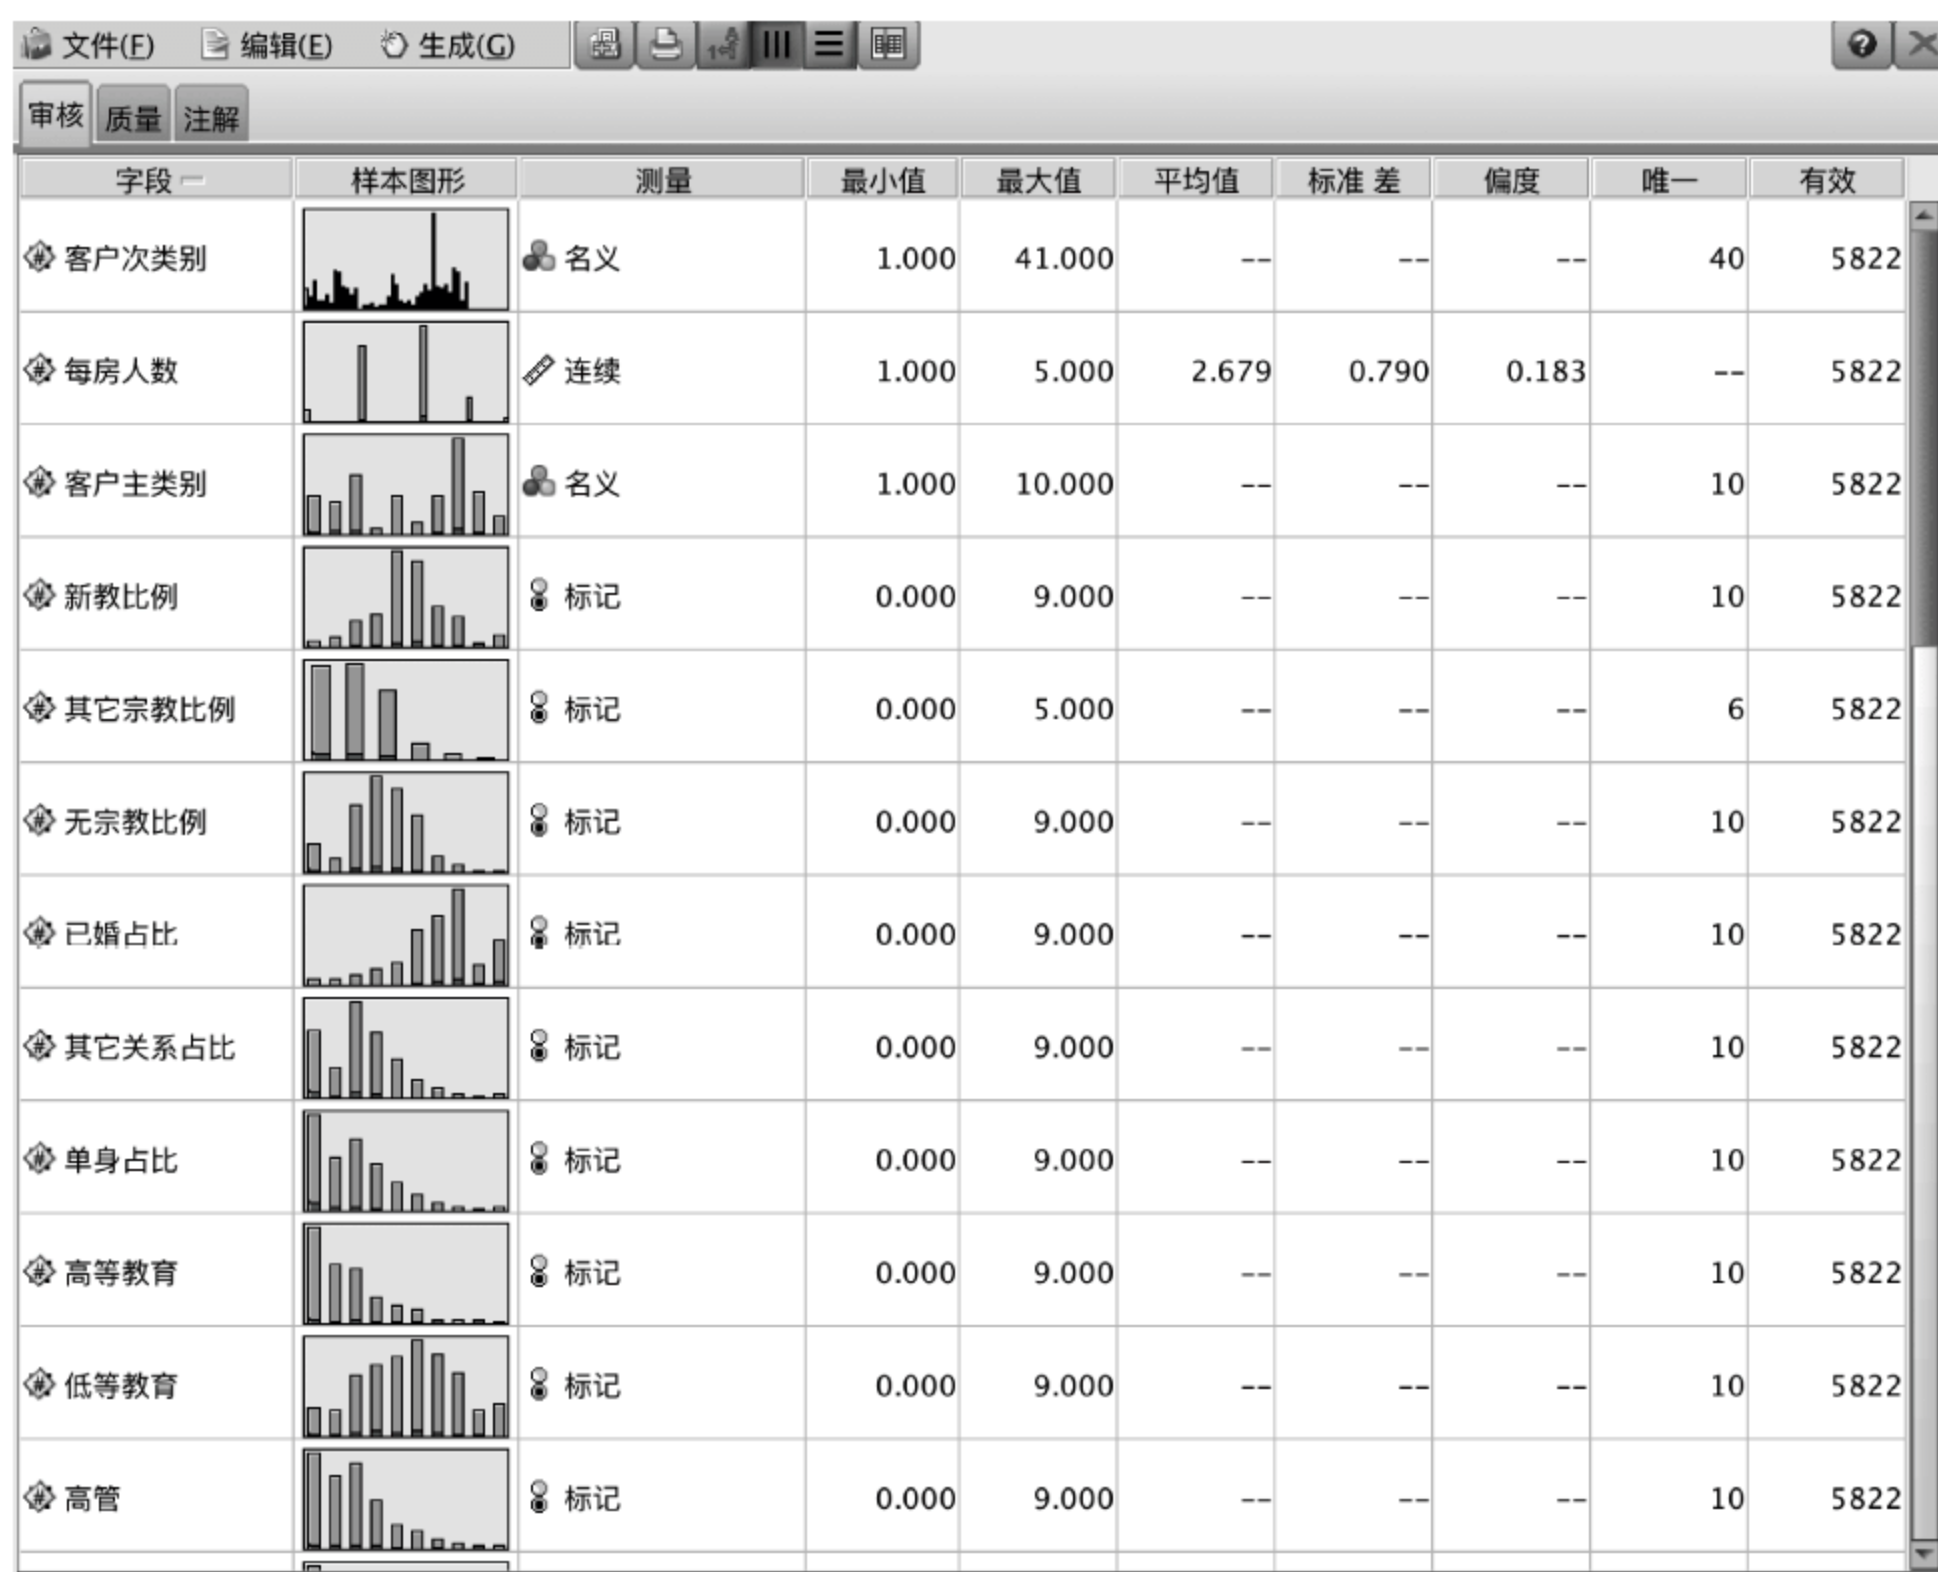 文件(F) 编辑(E) 生成(G)
审核 质量 注解
字段 样本图形 测量 最小值 最大值 平均值 标准 差 偏度 唯一 有效
客户次类别 名义 1.000 41.000 -- -- -- 40 5822
每房人数 连续 1.000 5.000 2.679 0.790 0.183 -- 5822
客户主类别 名义 1.000 10.000 -- -- -- 10 5822
新教比例 标记 0.000 9.000 -- -- -- 10 5822
其它宗教比例 标记 0.000 5.000 -- -- -- 6 5822
无宗教比例 标记 0.000 9.000 -- -- -- 10 5822
已婚占比 标记 0.000 9.000 -- -- -- 10 5822
其它关系占比 标记 0.000 9.000 -- -- -- 10 5822
单身占比 标记 0.000 9.000 -- -- -- 10 5822
高等教育 标记 0.000 9.000 -- -- -- 10 5822
低等教育 标记 0.000 9.000 -- -- -- 10 5822
高管 标记 0.000 9.000 -- -- -- 10 5822